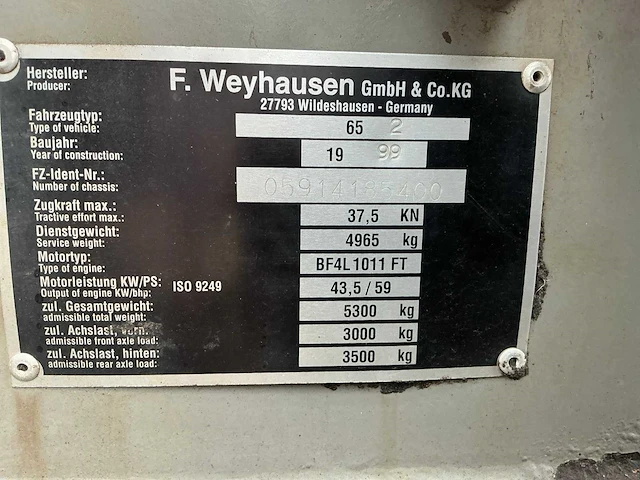 Hersteller:
Producer:
F. Weyhausen GmbH & Co.KG
27793 Wildeshausen - Germany
Fahrzeugtyp:
Type of vehicle:
65 2
Baujahr:
Year of construction:
19 99
FZ-Ident-Nr.:
Number of chassis:
Zugkraft max.:
Tractive effort max.:
37,5 KN
Dienstgewicht:
Service weight:
4965 kg
Motortyp:
Type of engine:
BF4L1011 FT
Motorleistung KW/PS:
Output of engine KW/bhp:
ISO 9249
43,5 / 59
zul. Gesamtgewicht:
admissible total weight:
5300 kg
zul. Achslast, vorn:
admissible front axle load:
3000 kg
zul. Achslast, hinten:
admissible rear axle load:
3500 kg